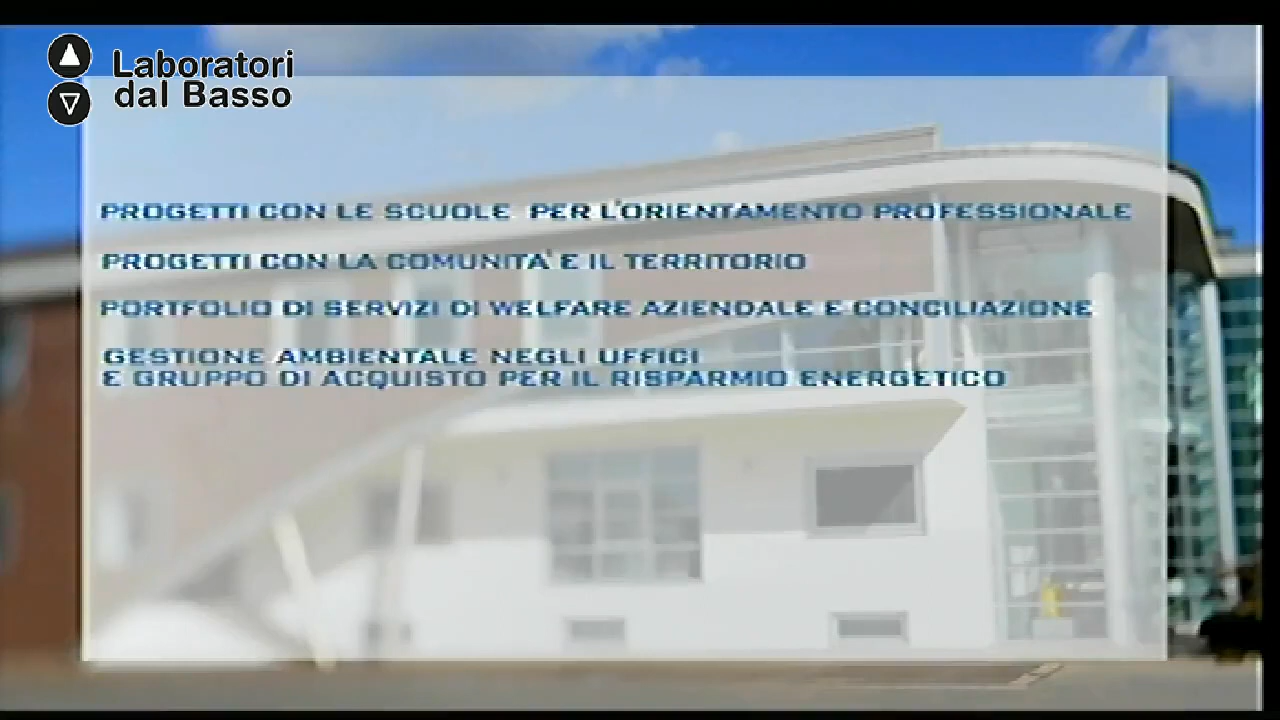 Laboratori
dal Basso
PROGETTI CON LE SCUOLE PER L'ORIENTAMENTO PROFESSIONALE
PROGETTI CON LA COMUNITA' E IL TERRITORIO
PORTFOLIO DI SERVIZI DI WELFARE AZIENDALE E CONCILIAZIONE
GESTIONE AMBIENTALE NEGLI UFFICI
E GRUPPO DI ACQUISTO PER IL RISPARMIO ENERGETICO